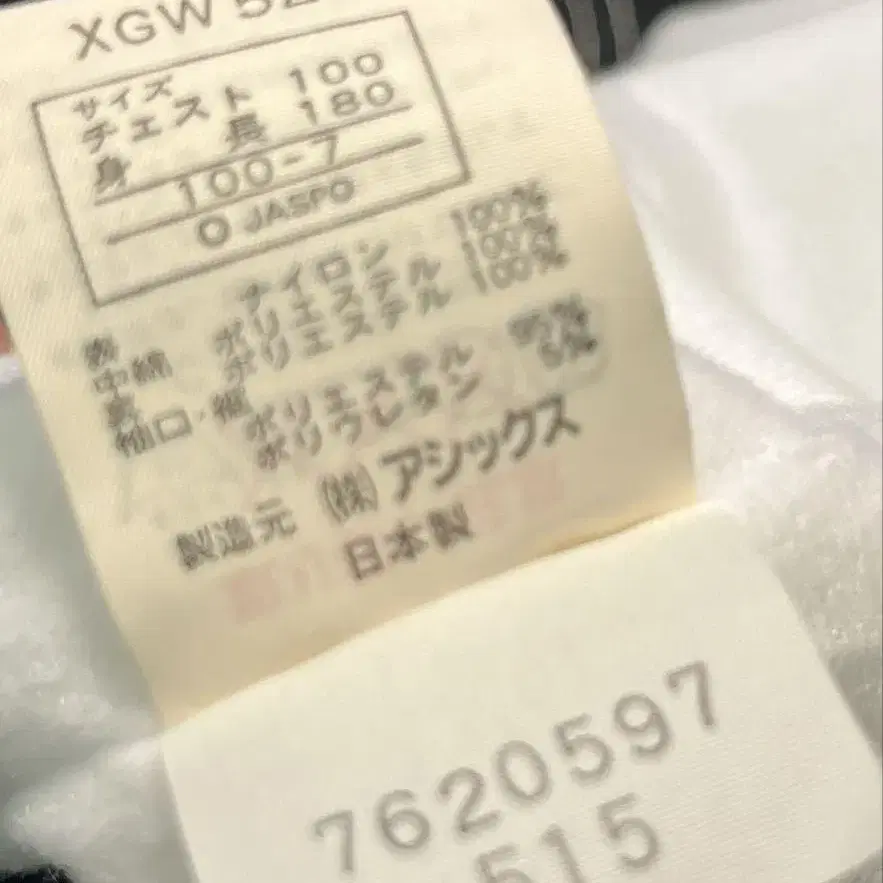 XGW 52
サイズ
チェスト 100
身 長 180
100-7
O JASPO
表 ナイロン 100%
中綿 ポリエステル 100%
裏 ポリエステル 100%
袖口・裾 ポリエステル 95%
ポリウレタン 5%
製造元 ㈱アシックス
日本製
7620597
515